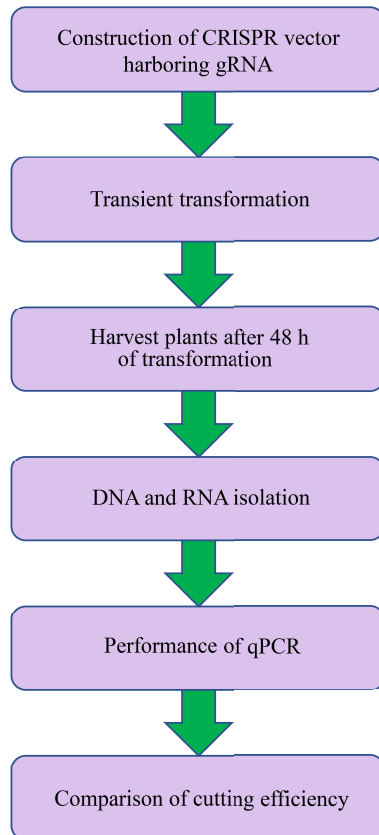 Construction of CRISPR vector
harboring gRNA
Transient transformation
Harvest plants after 48 h
of transformation
DNA and RNA isolation
Performance of qPCR
Comparison of cutting efficiency